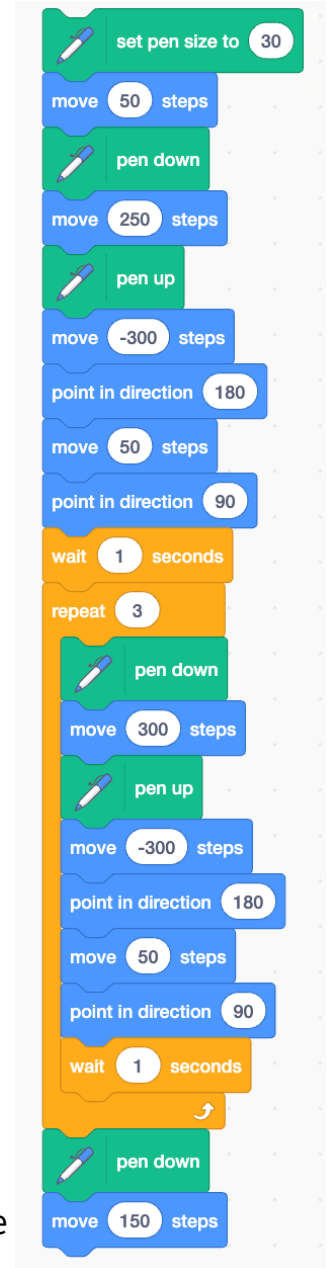 set pen size to 30
move 50 steps
pen down
move 250 steps
pen up
move -300 steps
point in direction 180
move 50 steps
point in direction 90
wait 1 seconds
repeat 3
pen down
move 300 steps
pen up
move -300 steps
point in direction 180
move 50 steps
point in direction 90
wait 1 seconds
pen down
e
move 150 steps